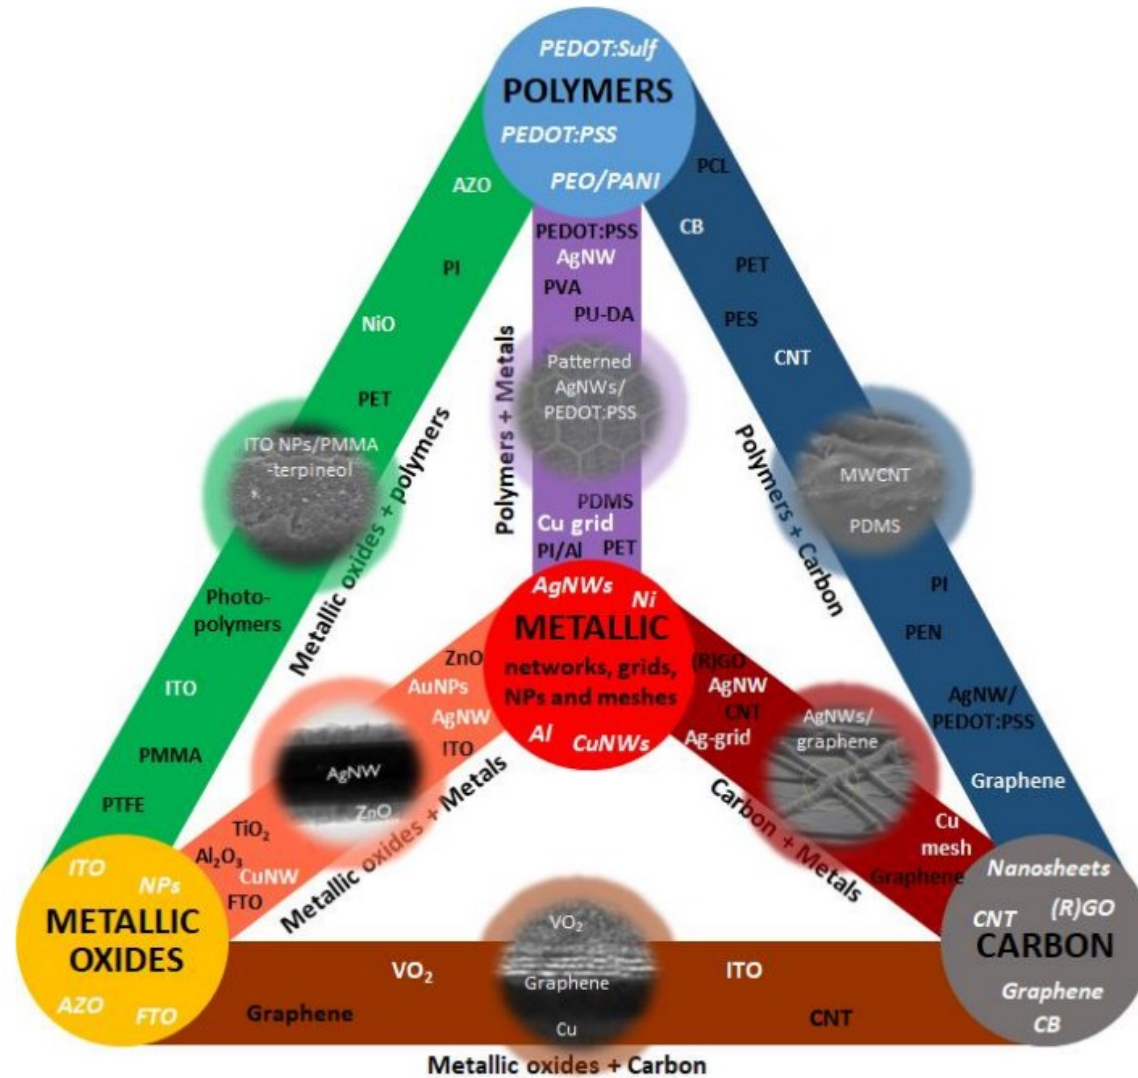 PEDOT:Sulf
POLYMERS
PEDOT:PSS
PEO/PANI
AZO
PI
NiO
PET
ITO NPs/PMMA
-terpineol
Photo-
polymers
ITO
PMMA
PTFE
Metallic oxides + polymers
PEDOT:PSS
AgNW
PVA
PU-DA
Patterned
AgNWs/
PEDOT:PSS
PDMS
Cu grid
PI/Al PET
Polymers + Metals
PCL
CB
PET
PES
CNT
MWCNT
PDMS
PI
PEN
AgNW/
PEDOT:PSS
Graphene
Polymers + Carbon
AgNWs
Ni
METALLIC
networks, grids,
NPs and meshes
Al
CuNWs
ZnO
AuNPs
AgNW
ITO
AgNW
ZnO
TiO₂
Al₂O₃
CuNW
FTO
Metallic oxides + Metals
(R)GO
AgNW
CNT
Ag-grid
AgNWs/
graphene
Cu
mesh
Graphene
Carbon + Metals
ITO
NPs
METALLIC
OXIDES
AZO
FTO
VO₂
Graphene
VO₂
Graphene
Cu
ITO
CNT
Metallic oxides + Carbon
Nanosheets
CNT
(R)GO
CARBON
Graphene
CB